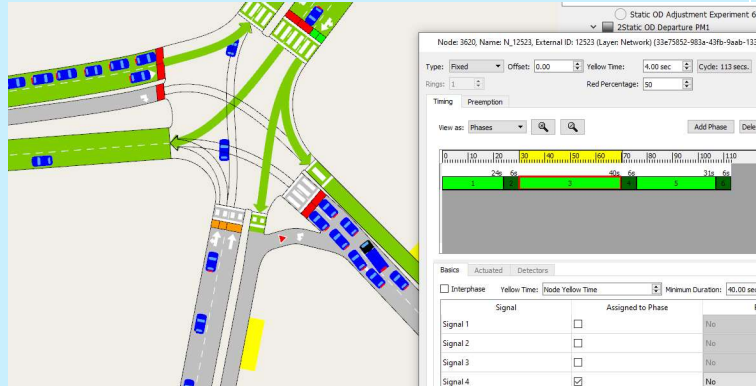 Static OD Adjustment Experiment 6
2Static OD Departure PM1
Node: 3620, Name: N_12523, External ID: 12523 (Layer: Network) {33e75852-983a-43fb-9aab-133
Type: Fixed Offset: 0.00 Yellow Time: 4.00 sec Cycle: 113 secs.
Rings: 1 Red Percentage: 50
Timing Preemption
View as: Phases Add Phase Dele
0 10 20 30 40 50 60 70 80 90 100 110
24s 6s 40s 6s 31s 6s
1 2 3 4 5 6
Basics Actuated Detectors
Interphase Yellow Time: Node Yellow Time Minimum Duration: 40.00 sec
Signal Assigned to Phase
Signal 1 No
Signal 2 No
Signal 3 No
Signal 4 No